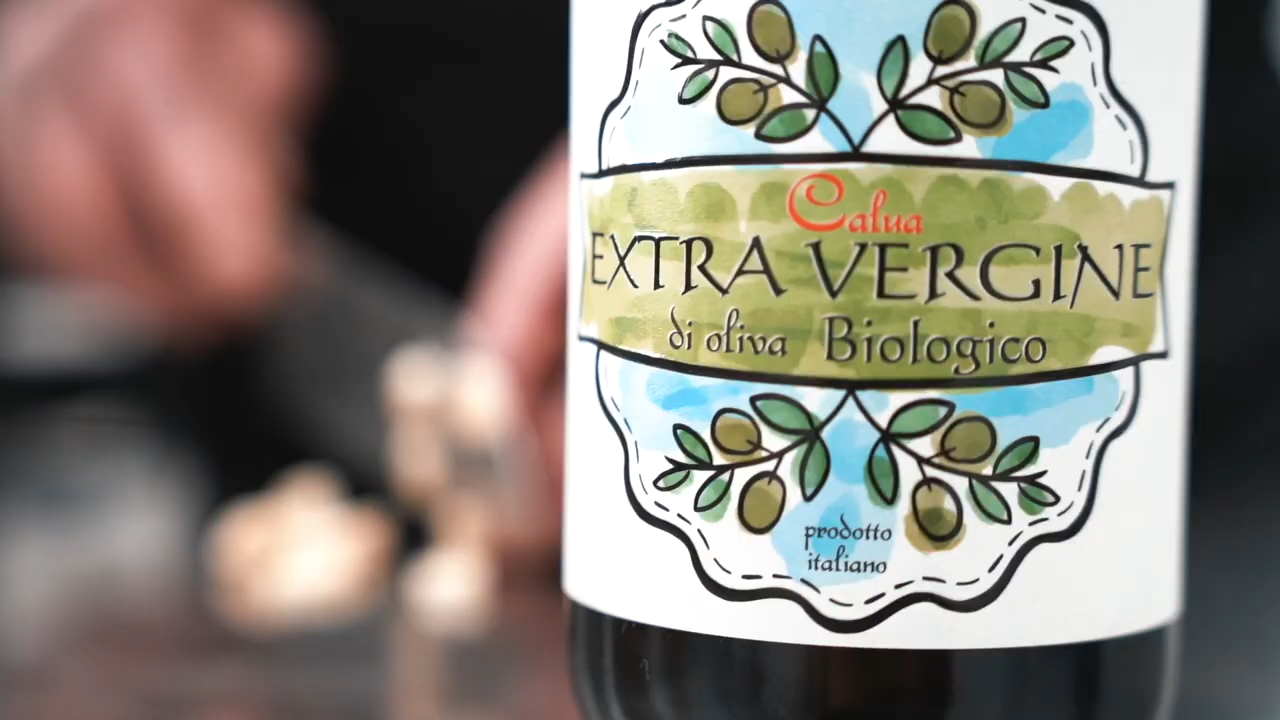 Calua
EXTRA VERGINE
di oliva Biologico
prodotto
italiano